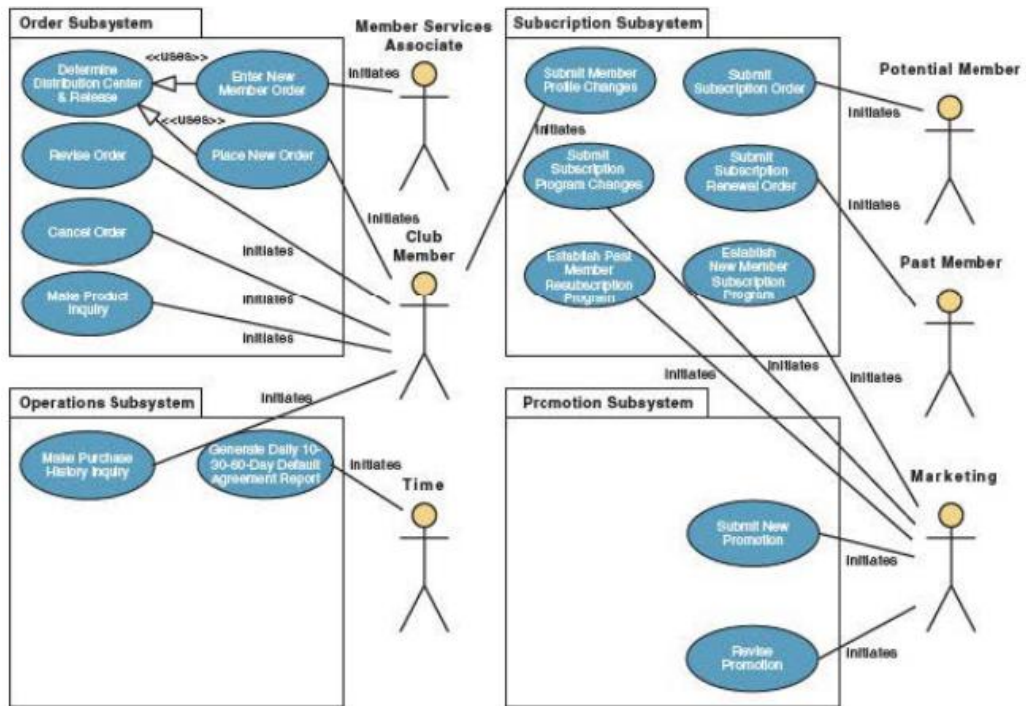 Order Subsystem
Determine
Distribution Center
& Release
<<uses>>
Enter New
Member Order
<<uses>>
Revise Order
Place New Order
Cancel Order
Make Product
Inquiry
Member Services
Associate
Initiates
Initiates
Club
Member
Initiates
Initiates
Initiates
Subscription Subsystem
Submit Member
Profile Changes
Submit
Subscription Order
Initiates
Submit
Subscription
Program Changes
Submit
Subscription
Renewal Order
Establish Past
Member
Resubscription
Program
Establish
New Member
Subscription
Program
Potential Member
Initiates
Initiates
Past Member
Initiates
Initiates
Initiates
Operations Subsystem
Initiates
Make Purchase
History Inquiry
Generate Daily 10-
30-60-Day Default
Agreement Report
Initiates
Time
Promotion Subsystem
Submit New
Promotion
Initiates
Revise
Promotion
Initiates
Marketing